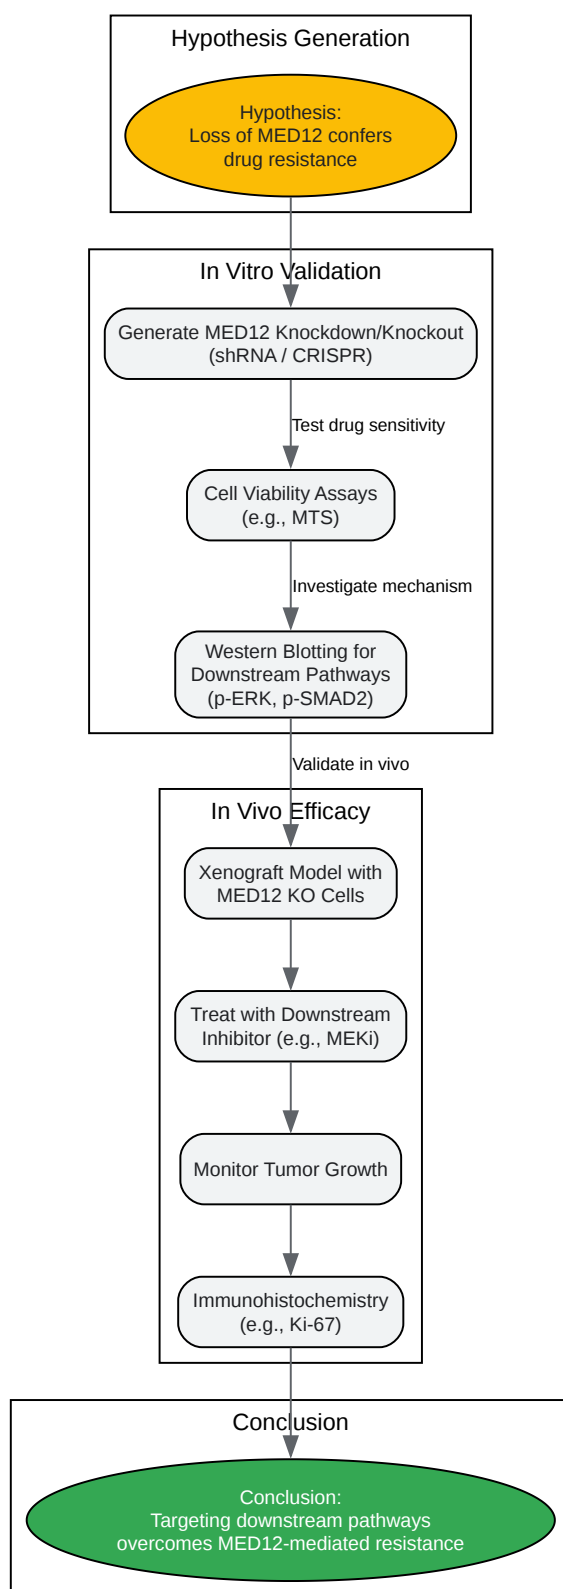 Hypothesis Generation
Hypothesis:
Loss of MED12 confers
drug resistance
In Vitro Validation
Generate MED12 Knockdown/Knockout
(shRNA / CRISPR)
Test drug sensitivity
Cell Viability Assays
(e.g., MTS)
Investigate mechanism
Western Blotting for
Downstream Pathways
(p-ERK, p-SMAD2)
Validate in vivo
In Vivo Efficacy
Xenograft Model with
MED12 KO Cells
Treat with Downstream
Inhibitor (e.g., MEKi)
Monitor Tumor Growth
Immunohistochemistry
(e.g., Ki-67)
Conclusion
Conclusion:
Targeting downstream pathways
overcomes MED12-mediated resistance